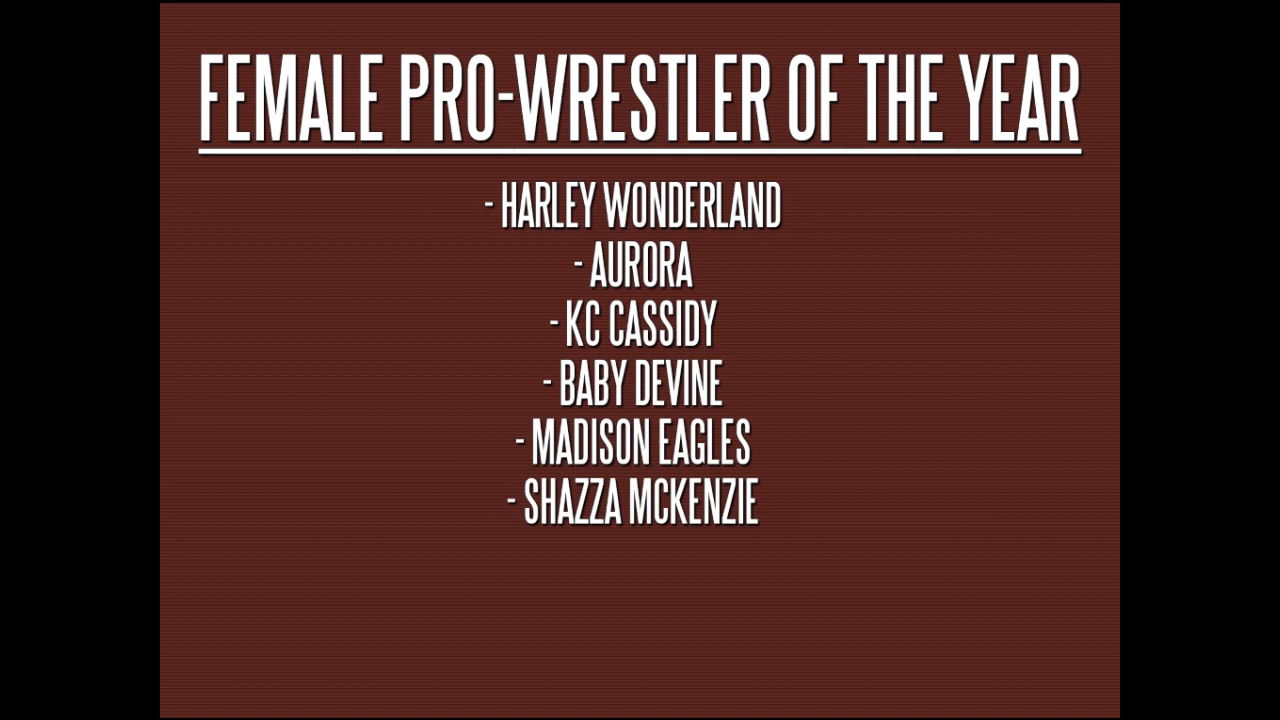 FEMALE PRO-WRESTLER OF THE YEAR
- HARLEY WONDERLAND
- AURORA
- KC CASSIDY
- BABY DEVINE
- MADISON EAGLES
- SHAZZA MCKENZIE